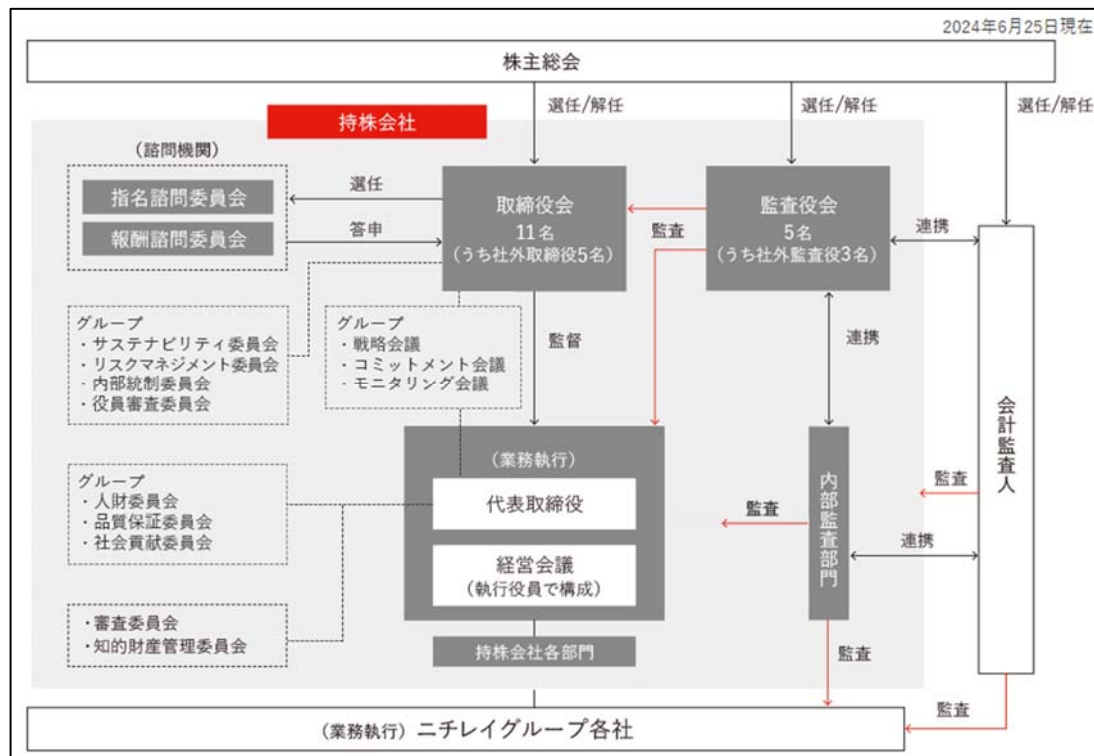 2024年6月25日現在
株主総会
選任/解任
選任/解任
選任/解任
持株会社
(諮問機関)
指名諮問委員会
報酬諮問委員会
選任
答申
取締役会
11名
(うち社外取締役5名)
監査
監査役会
5名
(うち社外監査役3名)
連携
グループ
・サステナビリティ委員会
・リスクマネジメント委員会
・内部統制委員会
・役員審査委員会
グループ
・戦略会議
・コミットメント会議
・モニタリング会議
監督
連携
会計監査人
グループ
・人財委員会
・品質保証委員会
・社会貢献委員会
(業務執行)
代表取締役
経営会議
(執行役員で構成)
監査
内部監査部門
監査
連携
・審査委員会
・知的財産管理委員会
持株会社各部門
監査
監査
(業務執行) ニチレイグループ各社